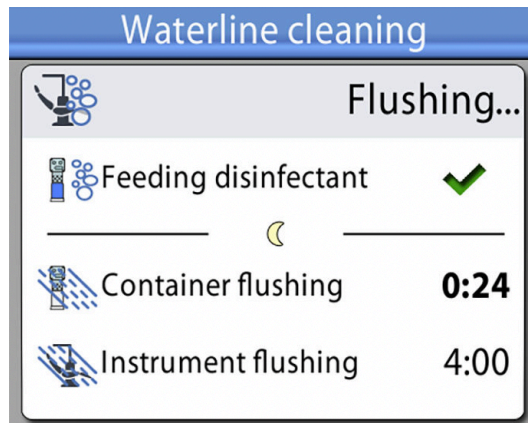 Waterline cleaning
Flushing...
Feeding disinfectant
Container flushing 0:24
Instrument flushing 4:00